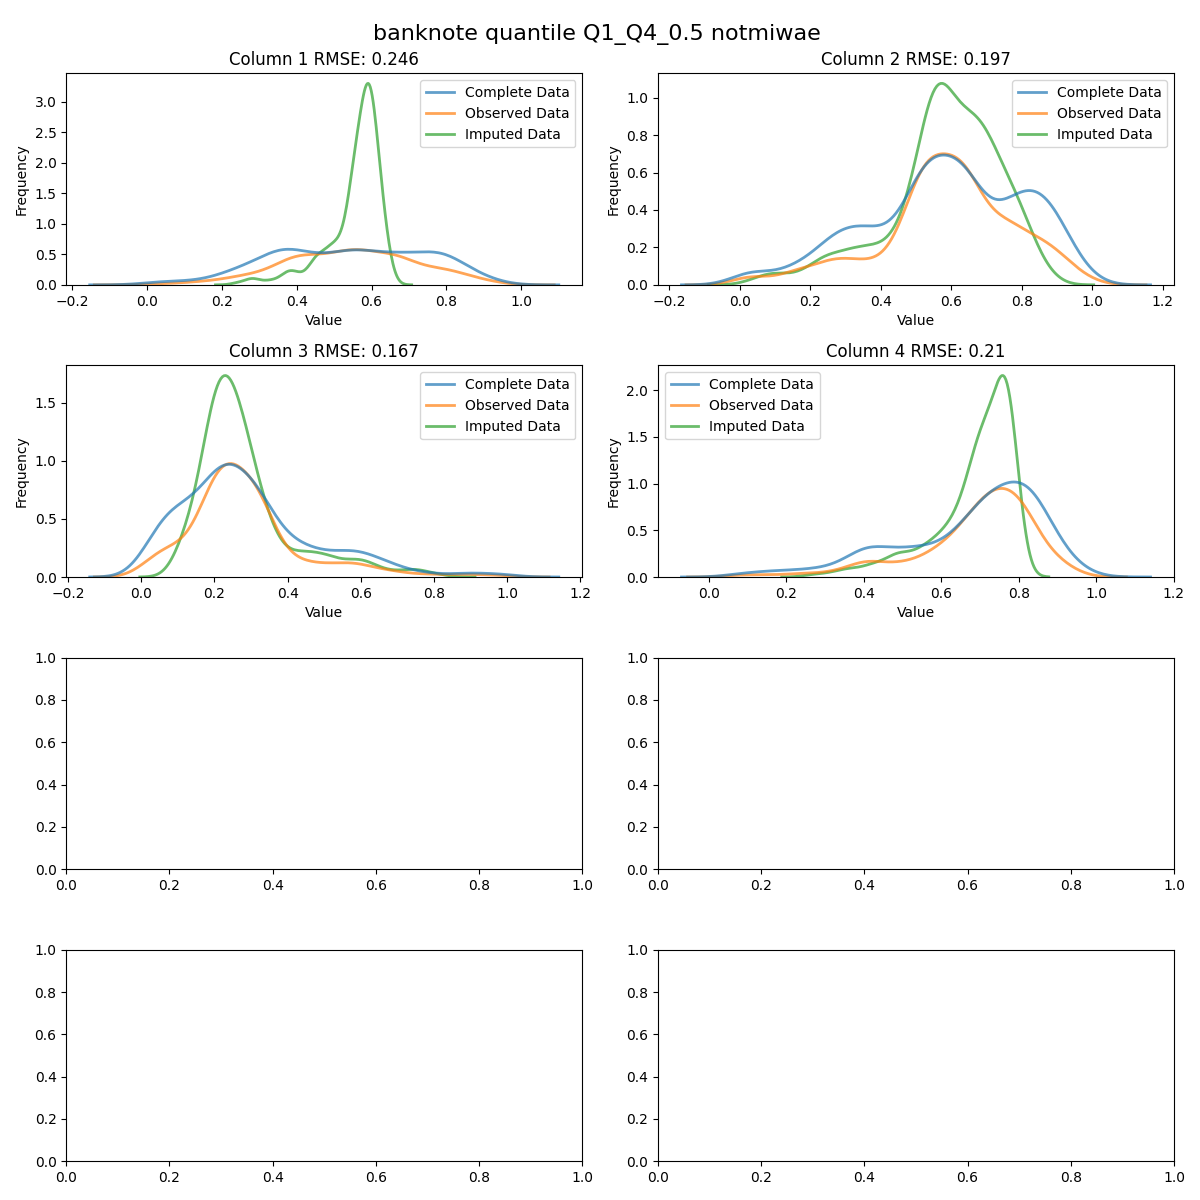 banknote quantile Q1_Q4_0.5 notmiwae
Column 1 RMSE: 0.246
Complete Data
Observed Data
Imputed Data
Frequency
3.0
2.5
2.0
1.5
1.0
0.5
0.0
−0.2 0.0 0.2 0.4 0.6 0.8 1.0
Value
Column 2 RMSE: 0.197
Complete Data
Observed Data
Imputed Data
Frequency
1.0
0.8
0.6
0.4
0.2
0.0
−0.2 0.0 0.2 0.4 0.6 0.8 1.0 1.2
Value
Column 3 RMSE: 0.167
Complete Data
Observed Data
Imputed Data
Frequency
1.5
1.0
0.5
0.0
−0.2 0.0 0.2 0.4 0.6 0.8 1.0 1.2
Value
Column 4 RMSE: 0.21
Complete Data
Observed Data
Imputed Data
Frequency
2.0
1.5
1.0
0.5
0.0
0.0 0.2 0.4 0.6 0.8 1.0 1.2
Value
1.0
0.8
0.6
0.4
0.2
0.0
0.0 0.2 0.4 0.6 0.8 1.0
1.0
0.8
0.6
0.4
0.2
0.0
0.0 0.2 0.4 0.6 0.8 1.0
1.0
0.8
0.6
0.4
0.2
0.0
0.0 0.2 0.4 0.6 0.8 1.0
1.0
0.8
0.6
0.4
0.2
0.0
0.0 0.2 0.4 0.6 0.8 1.0